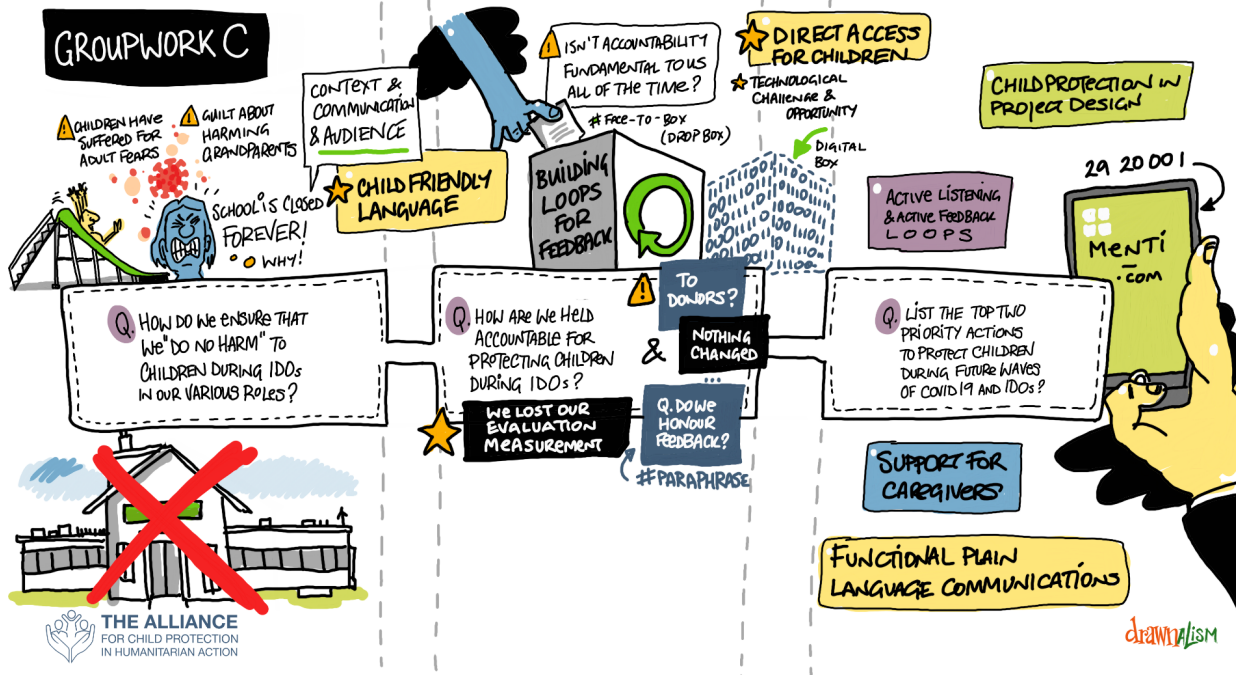 GROUPWORK C
CHILDREN HAVE
SUFFERED FOR
ADULT FEARS
GUILT ABOUT
HARMING
GRANDPARENTS
SCHOOL IS CLOSED
FOREVER!
WHY!
CONTEXT &
COMMUNICATION
& AUDIENCE
CHILD FRIENDLY
LANGUAGE
Q. HOW DO WE ENSURE THAT
WE "DO NO HARM" TO
CHILDREN DURING IDOs
IN OUR VARIOUS ROLES?
THE ALLIANCE
FOR CHILD PROTECTION
IN HUMANITARIAN ACTION
ISN'T ACCOUNTABILITY
FUNDAMENTAL TO US
ALL OF THE TIME?
#FACE-TO-BOX
(DROP BOX)
BUILDING
LOOPS
FOR
FEEDBACK
DIRECT ACCESS
FOR CHILDREN
TECHNOLOGICAL
CHALLENGE &
OPPORTUNITY
DIGITAL
BOX
Q. HOW ARE WE HELD
ACCOUNTABLE FOR
PROTECTING CHILDREN
DURING IDOs?
TO
DONORS?
&
NOTHING
CHANGED
...
WE LOST OUR
EVALUATION
MEASUREMENT
Q. DO WE
HONOUR
FEEDBACK?
#PARAPHRASE
CHILD PROTECTION IN
PROJECT DESIGN
ACTIVE LISTENING
& ACTIVE FEEDBACK
LOOPS
29 20 00 1
MENTI
.COM
Q. LIST THE TOP TWO
PRIORITY ACTIONS
TO PROTECT CHILDREN
DURING FUTURE WAVES
OF COVID 19 AND IDOs?
SUPPORT FOR
CAREGIVERS
FUNCTIONAL PLAIN
LANGUAGE COMMUNICATIONS
drawnALISM